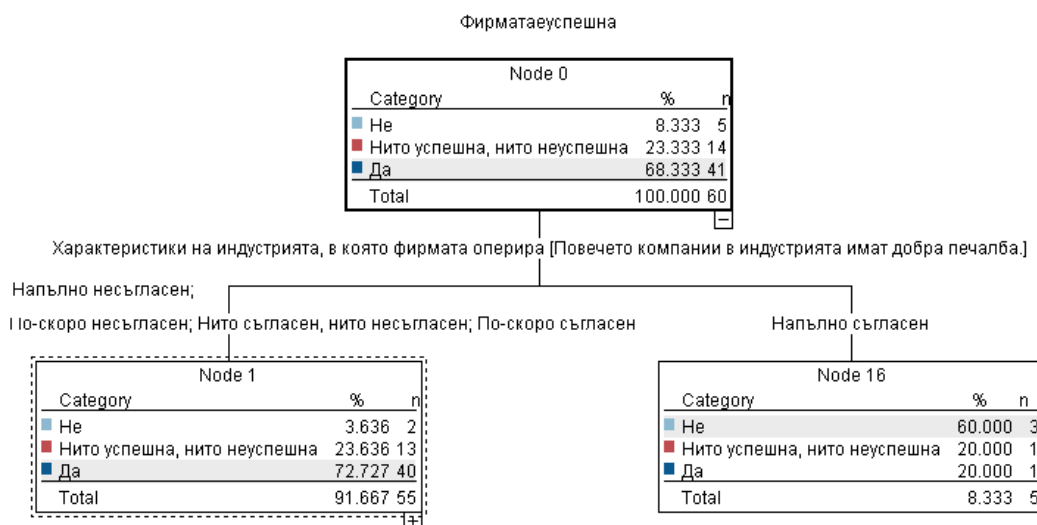 Фирматаеуспешна
Node 0
Category % n
Не 8.333 5
Нито успешна, нито неуспешна 23.333 14
Да 68.333 41
Total 100.000 60
Характеристики на индустрията, в която фирмата оперира [Повечето компании в индустрията имат добра печалба.]
Напълно несъгласен;
По-скоро несъгласен; Нито съгласен, нито несъгласен; По-скоро съгласен
Напълно съгласен
Node 1
Category % n
Не 3.636 2
Нито успешна, нито неуспешна 23.636 13
Да 72.727 40
Total 91.667 55
Node 16
Category % n
Не 60.000 3
Нито успешна, нито неуспешна 20.000 1
Да 20.000 1
Total 8.333 5